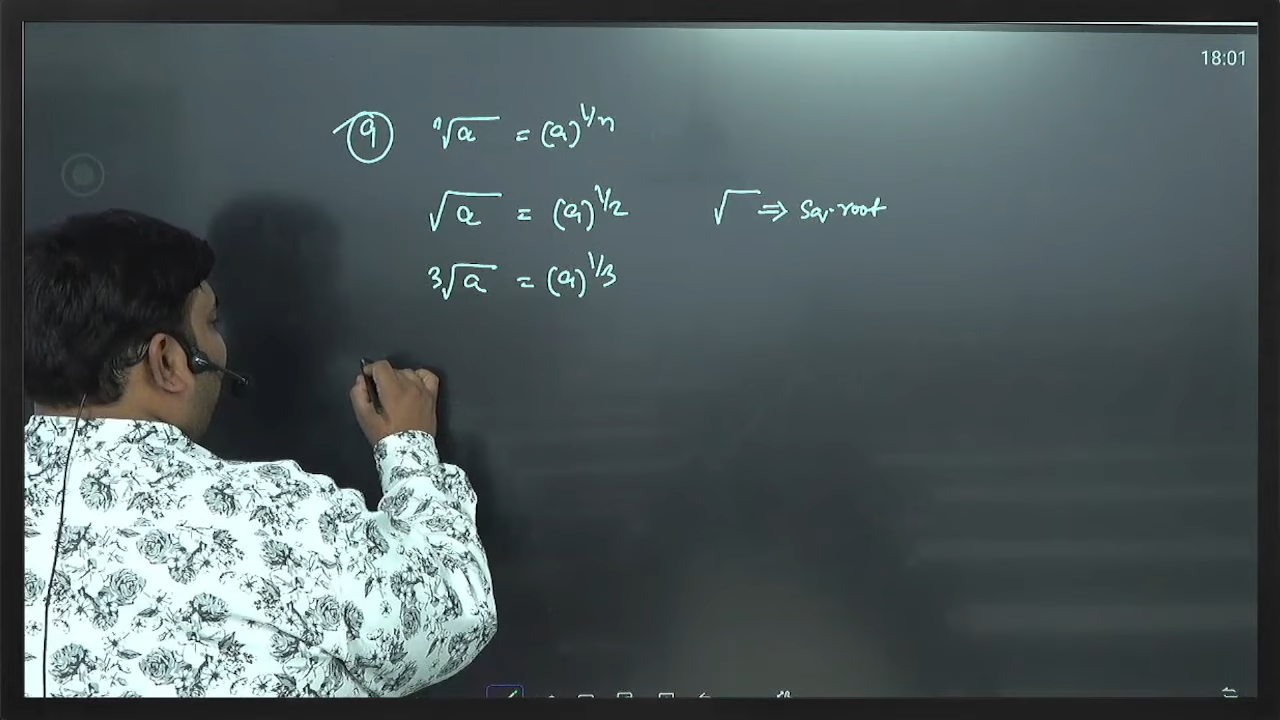 18:01
9 ⁿ√a = (a)^1/n
√a = (a)^1/2 √ ⇒ Sq. root
³√a = (a)^1/3